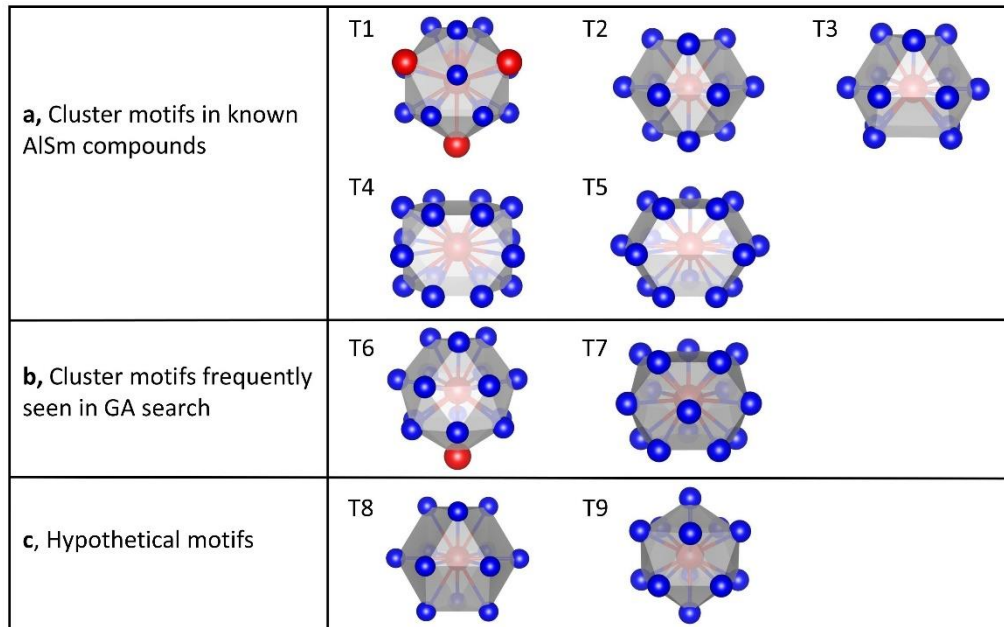 T1
T2
T3
a, Cluster motifs in known
AlSm compounds
T4
T5
T6
T7
b, Cluster motifs frequently
seen in GA search
T8
T9
c, Hypothetical motifs